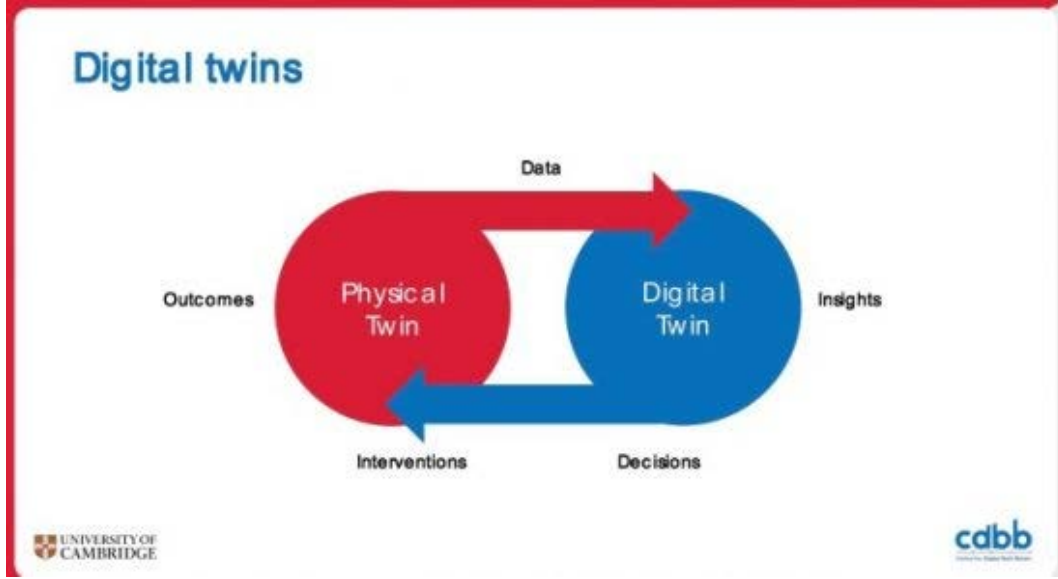 Digital twins
Data
Outcomes
Physical
Twin
Digital
Twin
Insights
Interventions
Decisions
UNIVERSITY OF
CAMBRIDGE
cdbb